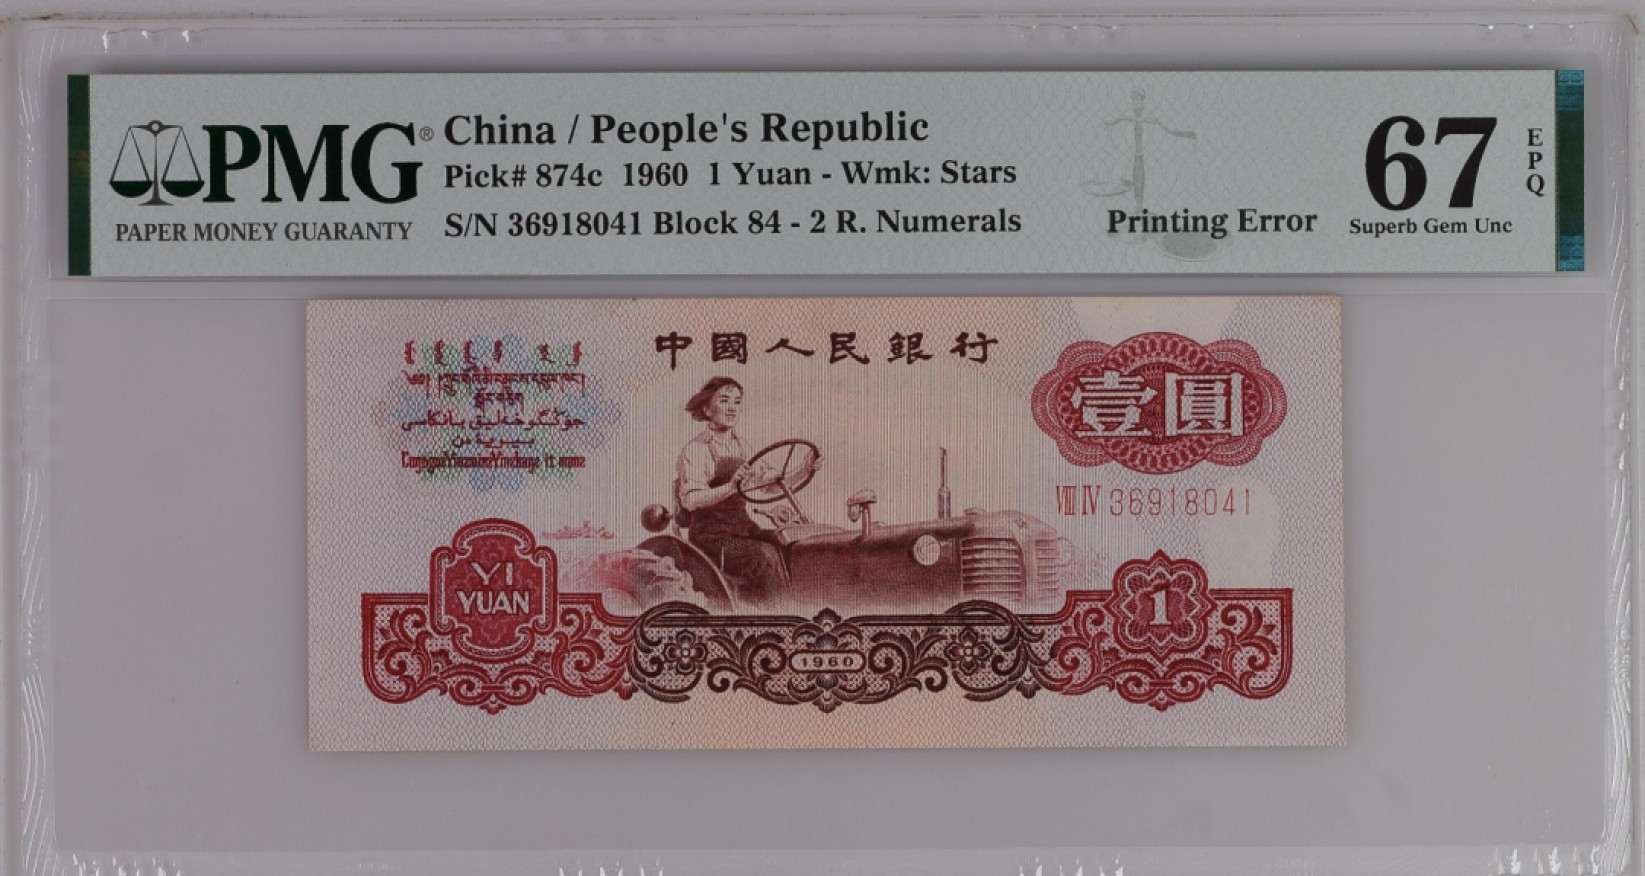 PMG®
PAPER MONEY GUARANTY
China / People's Republic
Pick# 874c 1960 1 Yuan - Wmk: Stars
S/N 36918041 Block 84 - 2 R. Numerals
Printing Error
67
EPQ
Superb Gem Unc
中國人民銀行
壹圓
VIII IV 36918041
YI
YUAN
1
1960